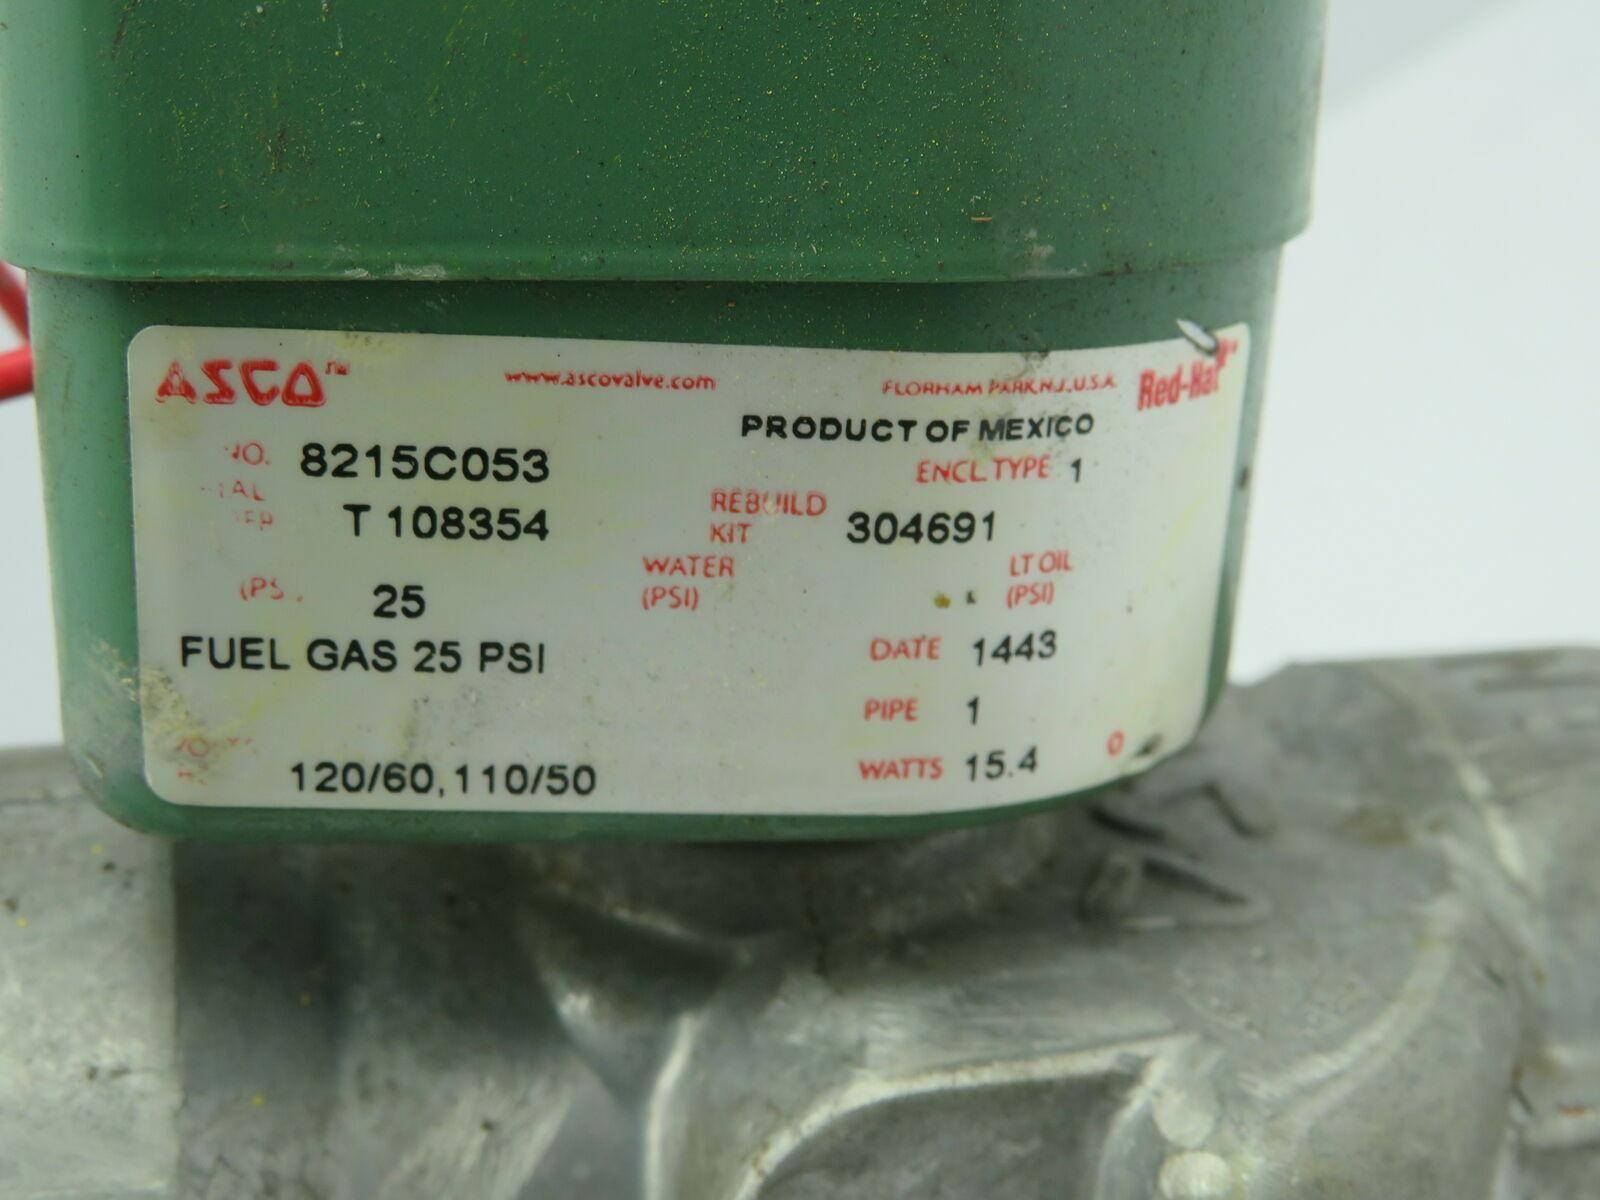 ASCO™ www.ascovalve.com FLORHAM PARK, N.J., U.S.A. Red-Hat
PRODUCT OF MEXICO
NO. 8215C053 ENCL. TYPE 1
T 108354 REBUILD KIT 304691
25 WATER (PSI) LT OIL (PSI)
FUEL GAS 25 PSI DATE 1443
PIPE 1
120/60, 110/50 WATTS 15.4